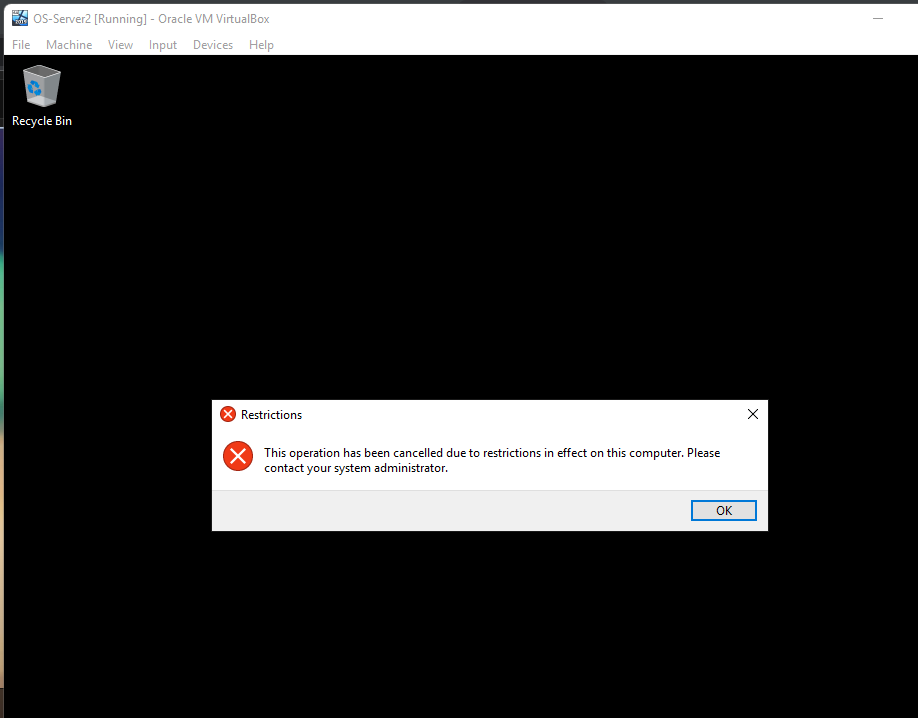 OS-Server2 [Running] - Oracle VM VirtualBox
File Machine View Input Devices Help
Recycle Bin
Restrictions
This operation has been cancelled due to restrictions in effect on this computer. Please
contact your system administrator.
OK